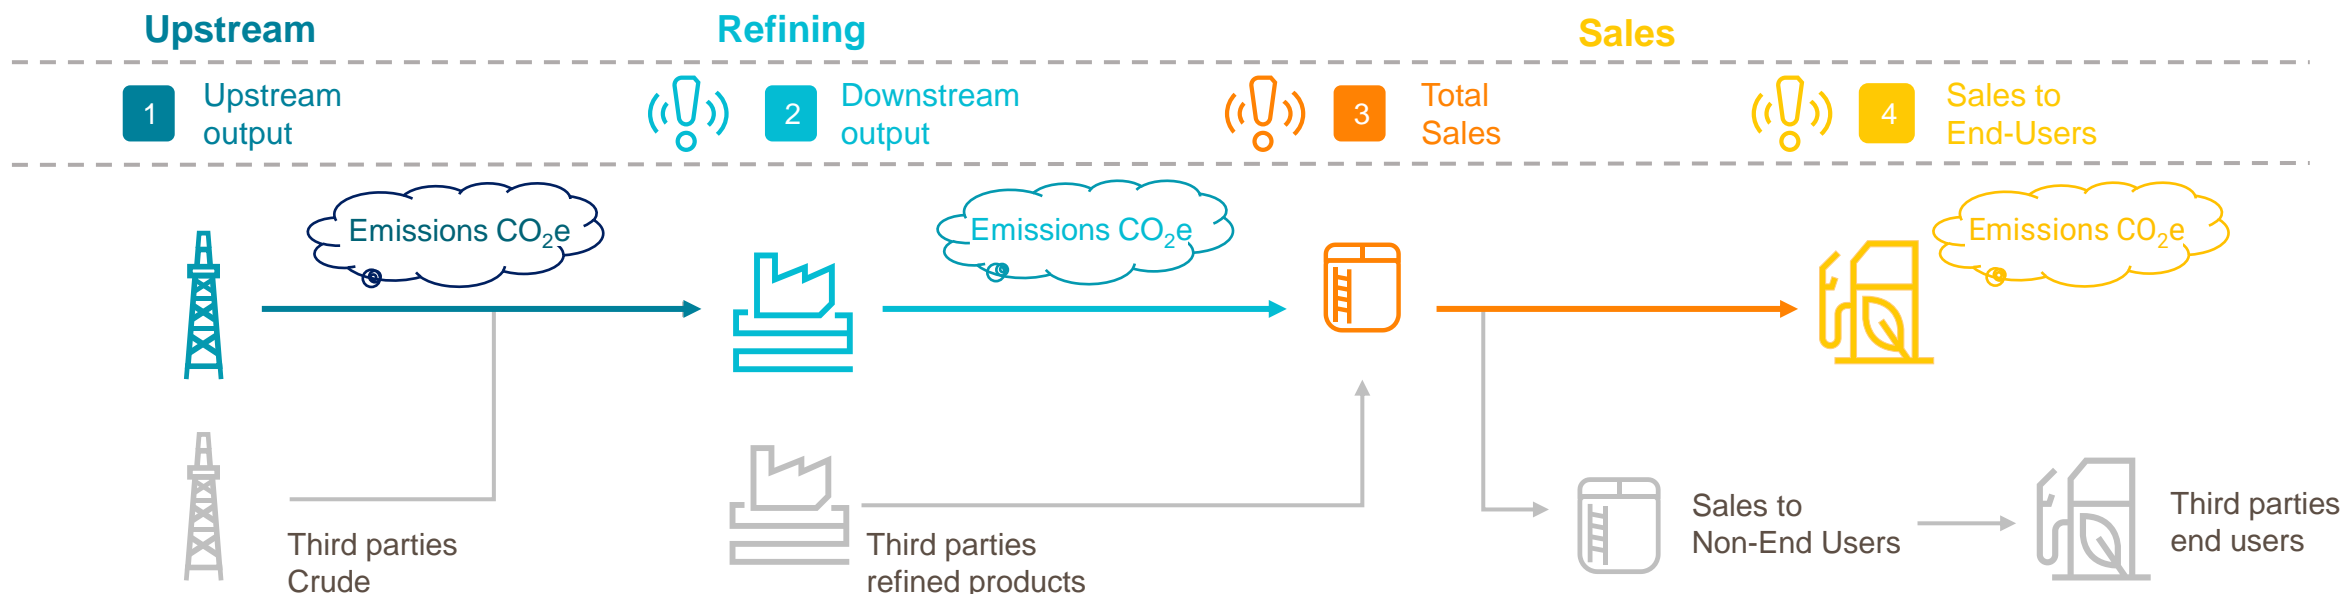 Upstream
Refining
Sales
1
Upstream
output
2
Downstream
output
3
Total
Sales
4
Sales to
End-Users
Emissions CO₂e
Emissions CO₂e
Emissions CO₂e
Third parties
Crude
Third parties
refined products
Sales to
Non-End Users
Third parties
end users